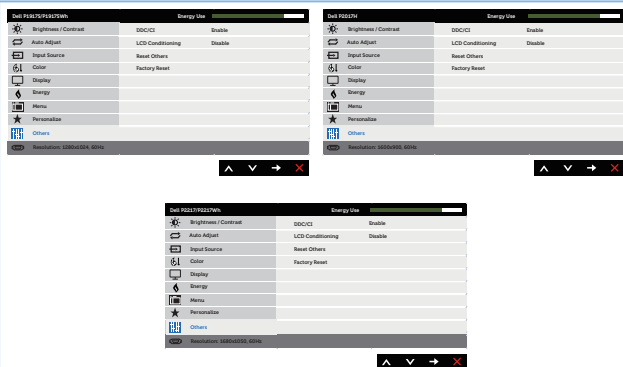 Dell P1917S/P1917SWh Energy Use
Brightness / Contrast DDC/CI Enable
Auto Adjust LCD Conditioning Disable
Input Source Reset Others
Color Factory Reset
Display
Energy
Menu
Personalize
Others
Resolution: 1280x1024, 60Hz
Dell P2017H Energy Use
Brightness / Contrast DDC/CI Enable
Auto Adjust LCD Conditioning Disable
Input Source Reset Others
Color Factory Reset
Display
Energy
Menu
Personalize
Others
Resolution: 1600x900, 60Hz
Dell P2217/P2217Wh Energy Use
Brightness / Contrast DDC/CI Enable
Auto Adjust LCD Conditioning Disable
Input Source Reset Others
Color Factory Reset
Display
Energy
Menu
Personalize
Others
Resolution: 1680x1050, 60Hz